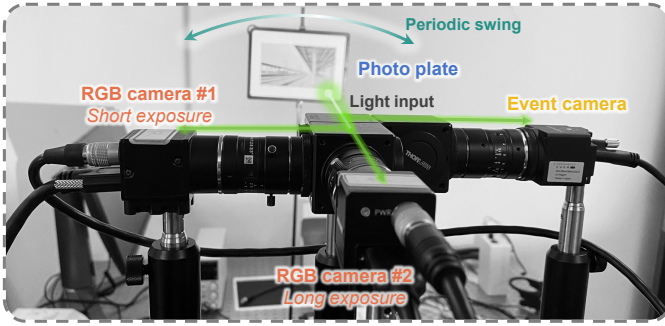 Periodic swing
Photo plate
RGB camera #1
Short exposure
Light input
Event camera
THORLABS
PWR
RGB camera #2
Long exposure